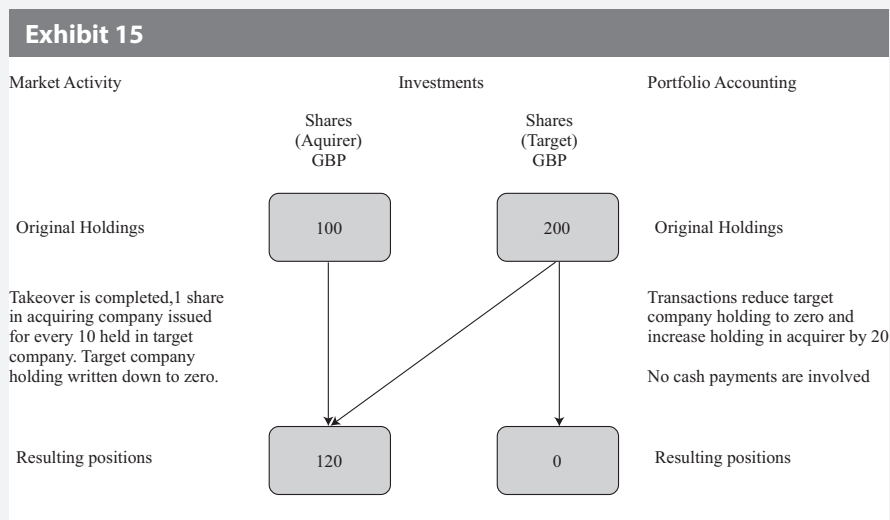 Exhibit 15
Market Activity Investments Portfolio Accounting
Shares
(Aquirer)
GBP
Shares
(Target)
GBP
Original Holdings 100 200 Original Holdings
Takeover is completed,1 share
in acquiring company issued
for every 10 held in target
company. Target company
holding written down to zero.
Transactions reduce target
company holding to zero and
increase holding in acquirer by 20
No cash payments are involved
Resulting positions 120 0 Resulting positions